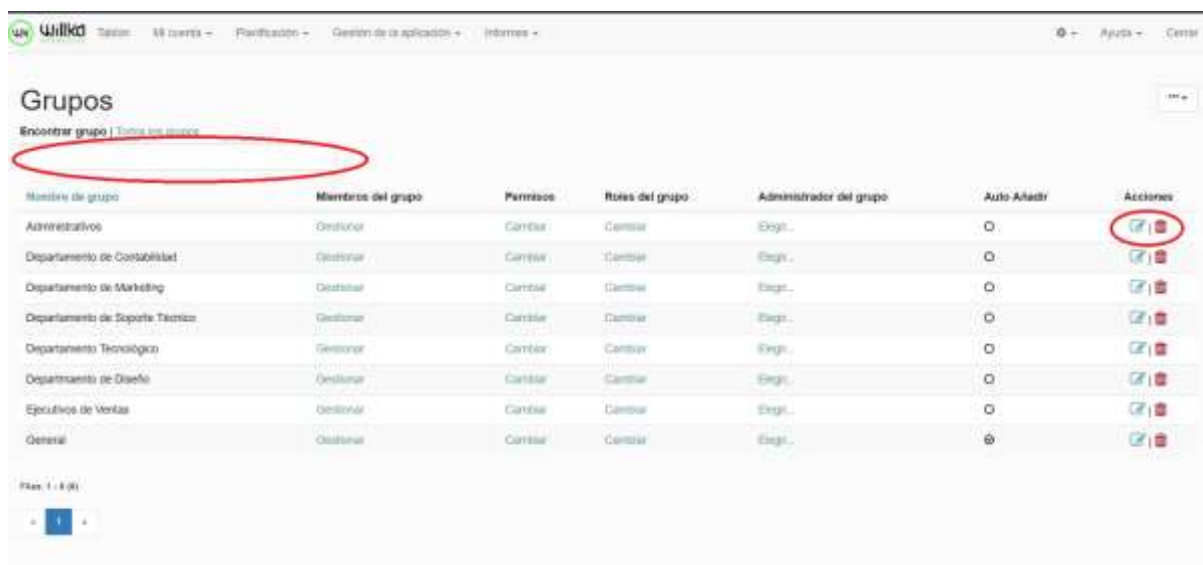 WN Willka Tablón Mi cuenta Planificación Gestión de la aplicación Informes Ayuda Cerrar
Grupos
Encontrar grupo | Todos los grupos
Nombre de grupo Miembros del grupo Permisos Roles del grupo Administrador del grupo Auto Añadir Acciones
Administrativos Gestionar Cambiar Cambiar Elegir... |
Departamento de Contabilidad Gestionar Cambiar Cambiar Elegir... |
Departamento de Marketing Gestionar Cambiar Cambiar Elegir... |
Departamento de Soporte Técnico Gestionar Cambiar Cambiar Elegir... |
Departamento Tecnológico Gestionar Cambiar Cambiar Elegir... |
Departmaento de Diseño Gestionar Cambiar Cambiar Elegir... |
Ejecutivos de Ventas Gestionar Cambiar Cambiar Elegir... |
General Gestionar Cambiar Cambiar Elegir... |
Filas: 1 - 8 (8)
« 1 »